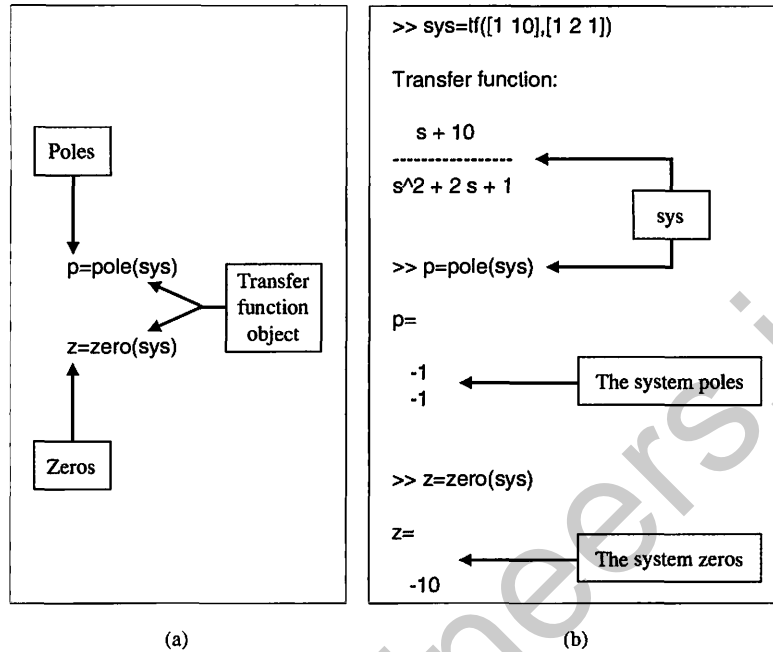 Poles
p=pole(sys)
z=zero(sys)
Transfer
function
object
Zeros
(a)
>> sys=tf([1 10],[1 2 1])
Transfer function:
s + 10
--------------------
s^2 + 2 s + 1
sys
>> p=pole(sys)
p=
-1
-1
The system poles
>> z=zero(sys)
z=
-10
The system zeros
(b)